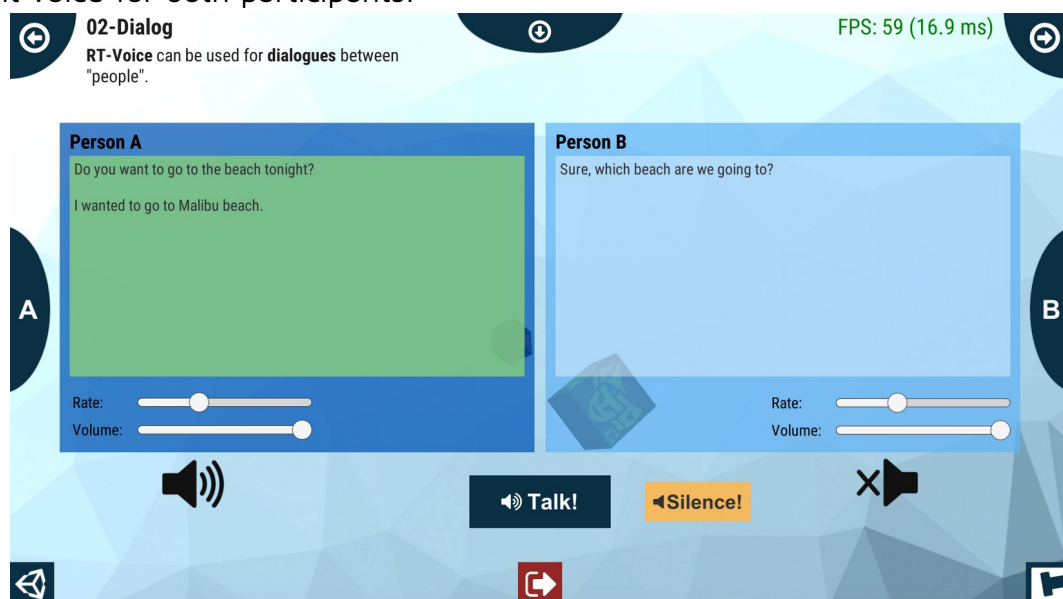 02-Dialog
FPS: 59 (16.9 ms)
RT-Voice can be used for dialogues between
"people".
Person A
Do you want to go to the beach tonight?
I wanted to go to Malibu beach.
Rate:
Volume:
Person B
Sure, which beach are we going to?
Rate:
Volume:
A
B
Talk!
Silence!